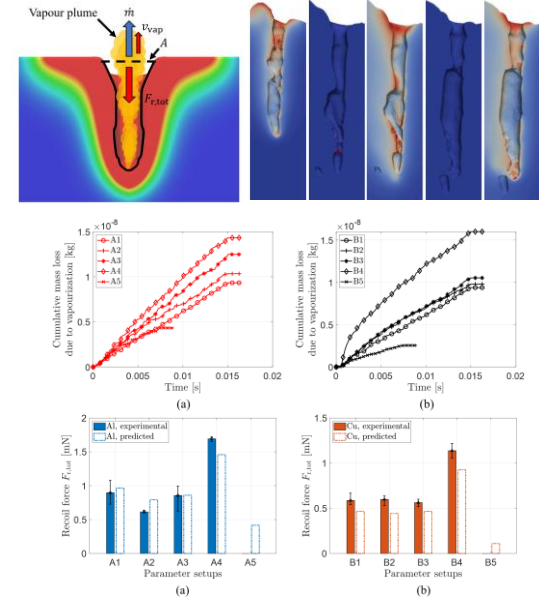 Vapour plume
ṁ
v_vap
A
F_r,tot
×10⁻⁸
1.5
1
0.5
0
Cumulative mass loss
due to vapourization [kg]
A1
A2
A3
A4
A5
0 0.005 0.01 0.015 0.02
Time [s]
(a)
×10⁻⁸
1.5
1
0.5
0
Cumulative mass loss
due to vapourization [kg]
B1
B2
B3
B4
B5
0 0.005 0.01 0.015 0.02
Time [s]
(b)
2
1.5
1
0.5
0
Recoil force F_r,tot [mN]
Al, experimental
Al, predicted
A1 A2 A3 A4 A5
Parameter setups
(a)
1.5
1
0.5
0
Recoil force F_r,tot [mN]
Cu, experimental
Cu, predicted
B1 B2 B3 B4 B5
Parameter setups
(b)